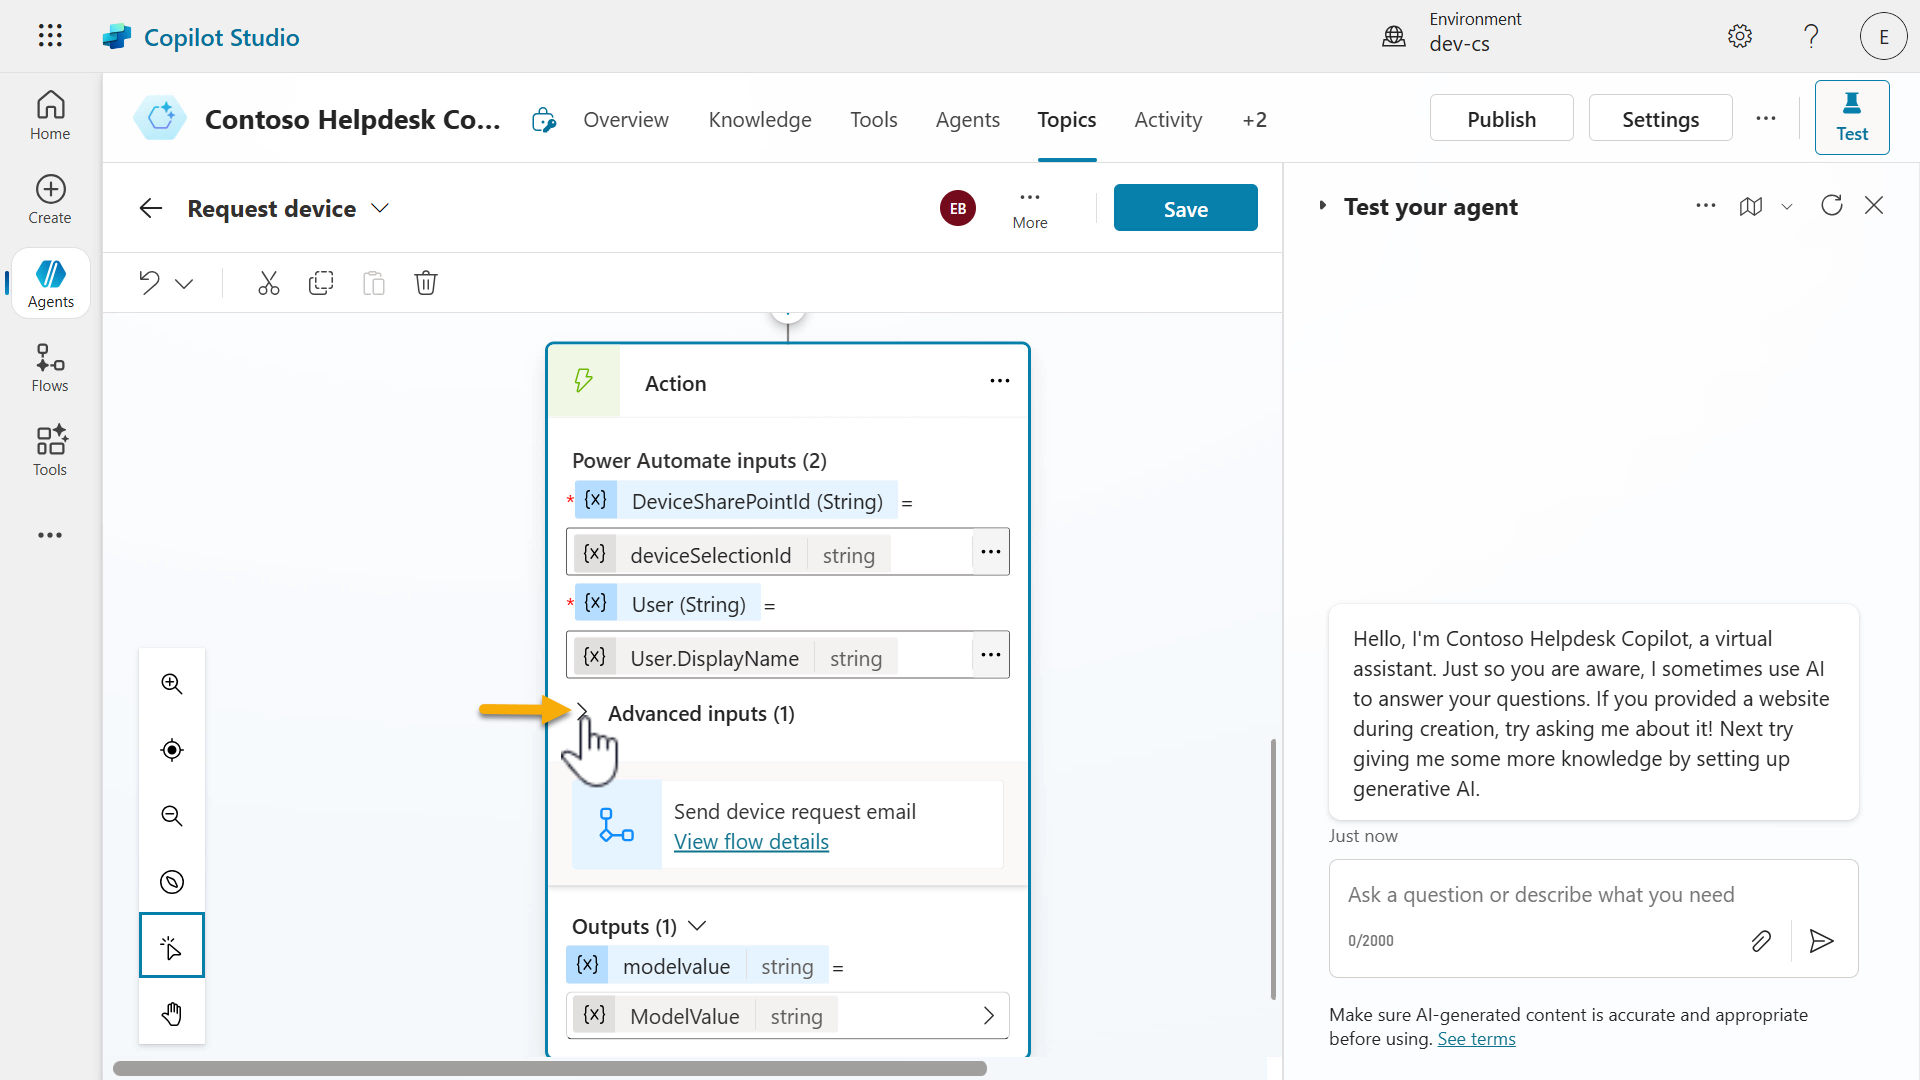 Copilot Studio
Environment
dev-cs
?
E
Home
Create
Agents
Flows
Tools
Contoso Helpdesk Co...
Overview
Knowledge
Tools
Agents
Topics
Activity
+2
Publish
Settings
Test
Request device
EB
More
Save
Action
Power Automate inputs (2)
* {x} DeviceSharePointId (String) =
{x} deviceSelectionId string
* {x} User (String) =
{x} User.DisplayName string
Advanced inputs (1)
Send device request email
View flow details
Outputs (1)
{x} modelvalue string =
{x} ModelValue string
Test your agent
Hello, I'm Contoso Helpdesk Copilot, a virtual
assistant. Just so you are aware, I sometimes use AI
to answer your questions. If you provided a website
during creation, try asking me about it! Next try
giving me some more knowledge by setting up
generative AI.
Just now
Ask a question or describe what you need
0/2000
Make sure AI-generated content is accurate and appropriate
before using. See terms